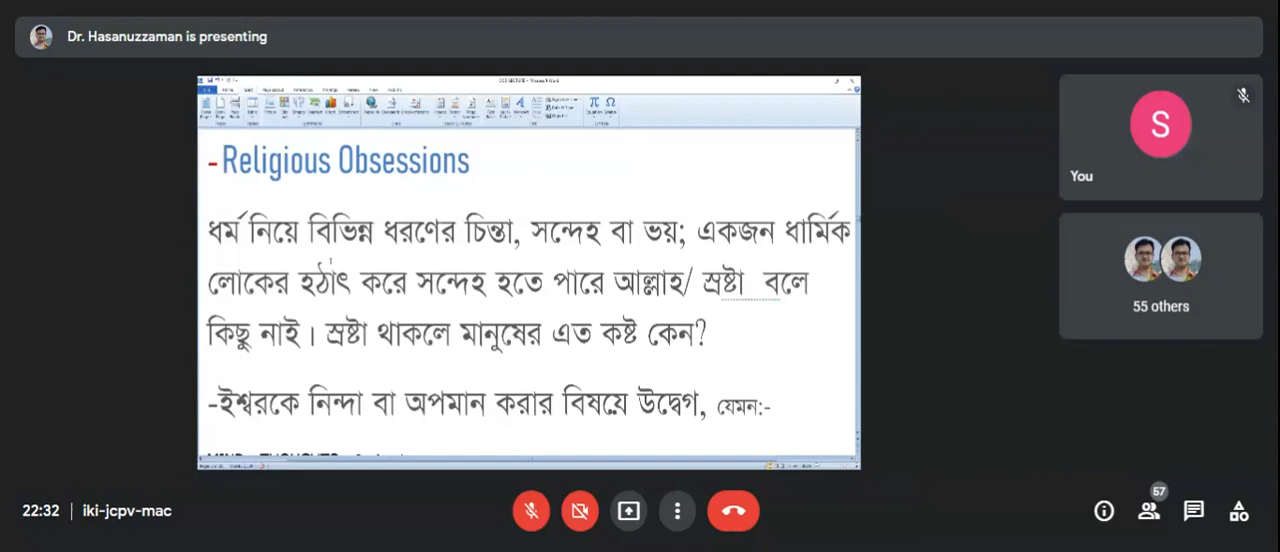 Dr. Hasanuzzaman is presenting
- Religious Obsessions
ধর্ম নিয়ে বিভিন্ন ধরণের চিন্তা, সন্দেহ বা ভয়; একজন ধার্মিক
লোকের হঠাৎ করে সন্দেহ হতে পারে আল্লাহ/ স্রষ্টা বলে
কিছু নাই। স্রষ্টা থাকলে মানুষের এত কষ্ট কেন?
-ইশ্বরকে নিন্দা বা অপমান করার বিষয়ে উদ্বেগ, যেমন:-
S
You
55 others
22:32 | iki-jcpv-mac
57